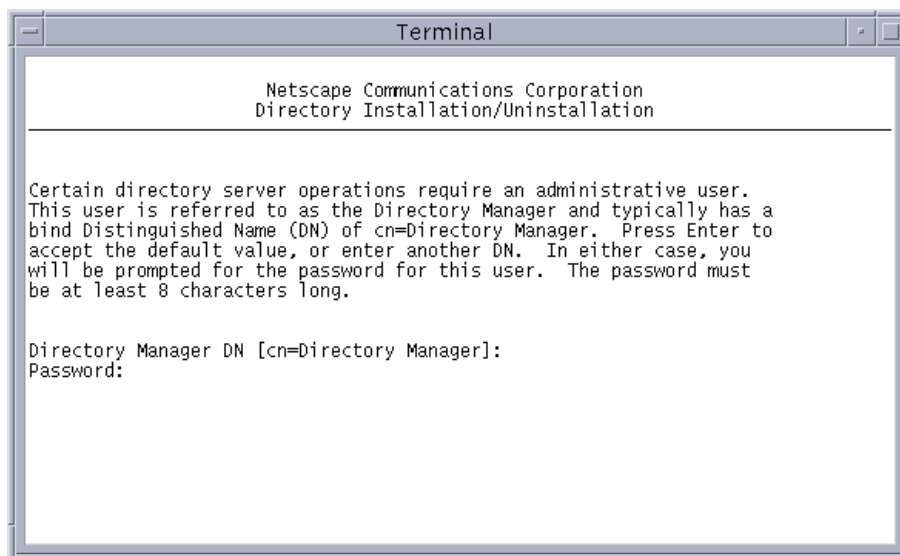 Terminal
Netscape Communications Corporation
Directory Installation/Uninstallation
Certain directory server operations require an administrative user.
This user is referred to as the Directory Manager and typically has a
bind Distinguished Name (DN) of cn=Directory Manager.  Press Enter to
accept the default value, or enter another DN.  In either case, you
will be prompted for the password for this user.  The password must
be at least 8 characters long.
Directory Manager DN [cn=Directory Manager]:
Password: